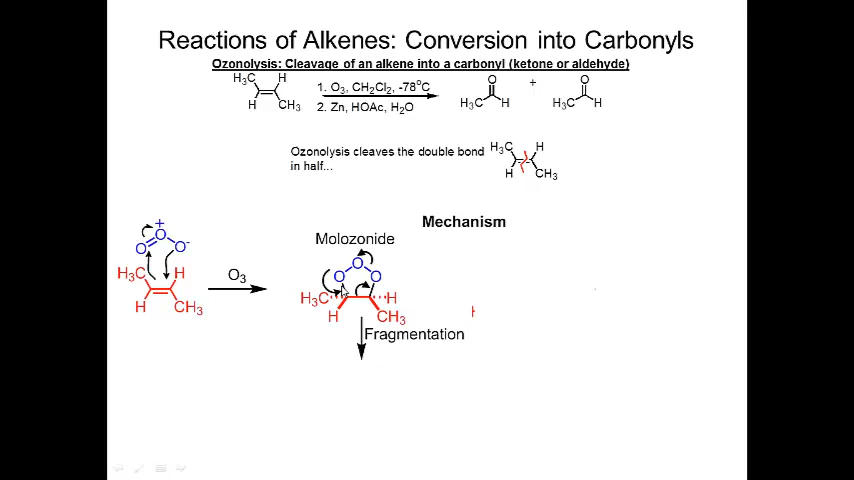 Reactions of Alkenes: Conversion into Carbonyls
Ozonolysis: Cleavage of an alkene into a carbonyl (ketone or aldehyde)
H3C H
H CH3
1. O3, CH2Cl2, -78°C
2. Zn, HOAc, H2O
O
H3C H
+
O
H3C H
Ozonolysis cleaves the double bond
in half...
H3C H
H CH3
Mechanism
+
O
O O-
H3C H
H CH3
O3
Molozonide
O
O O
H3C H
H CH3
H
Fragmentation